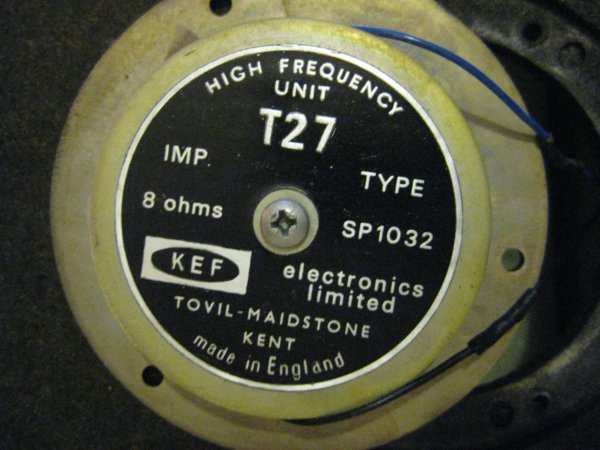 HIGH FREQUENCY
UNIT
T27
IMP
8 ohms
TYPE
SP1032
KEF
electronics
limited
TOVIL-MAIDSTONE
KENT
made in England